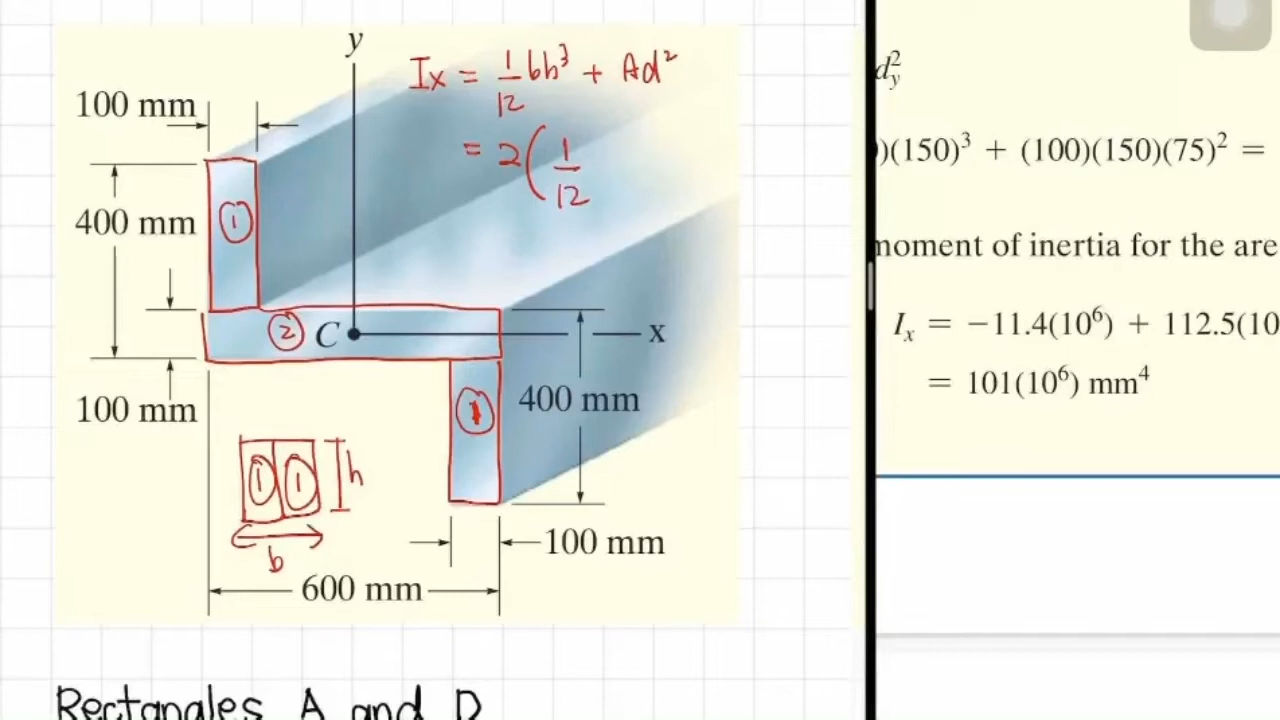 y
Ix = 1/12 bh³ + Ad²
= 2( 1/12
100 mm
400 mm
①
② C
x
100 mm
400 mm
①
① ① h
b
100 mm
600 mm
Rectangles A and D
d_y²
)(150)³ + (100)(150)(75)² =
moment of inertia for the are
I_x = −11.4(10⁶) + 112.5(10
= 101(10⁶) mm⁴